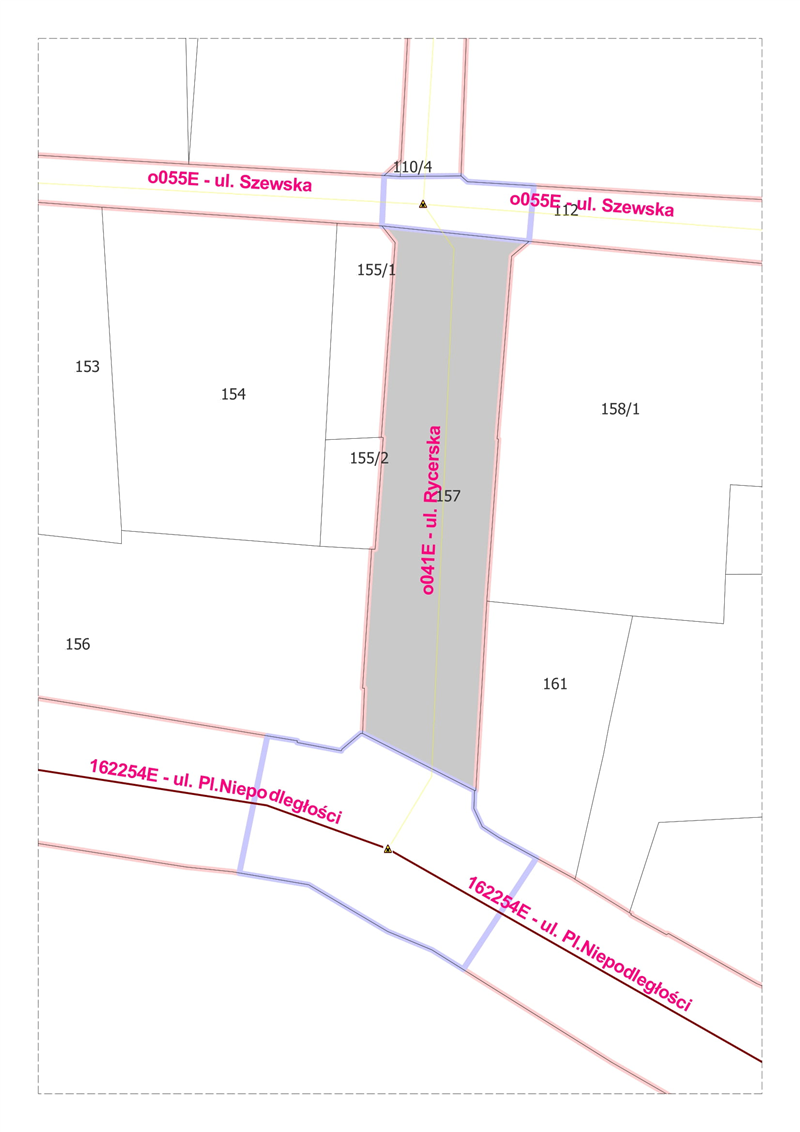 110/4
o055E - ul. Szewska
o055E - ul. Szewska
112
155/1
153
154
158/1
155/2
o041E - ul. Rycerska
157
156
161
162254E - ul. Pl.Niepodległości
162254E - ul. Pl.Niepodległości